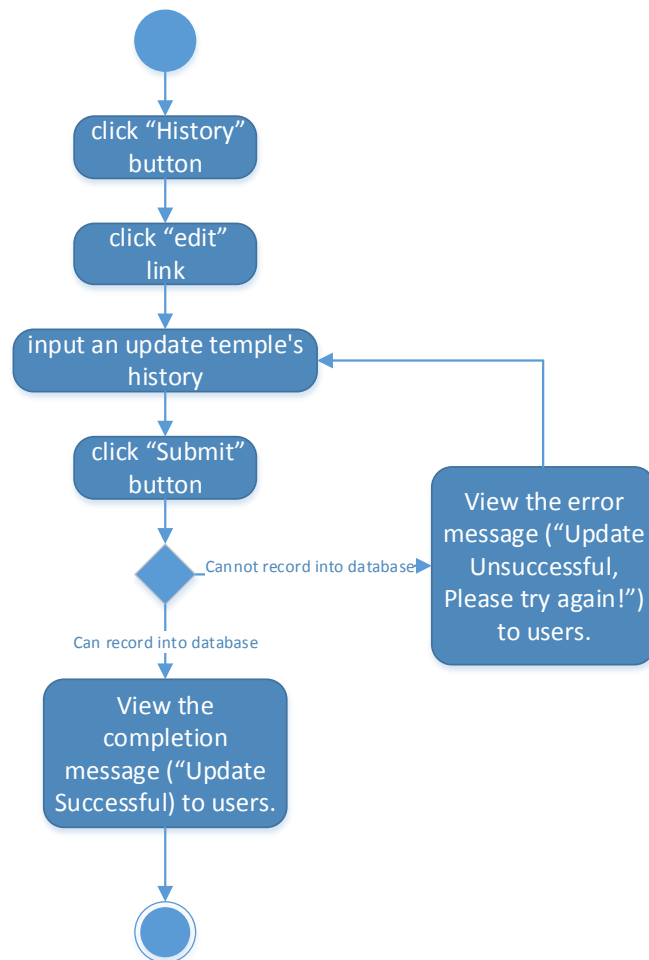 click “History”
button
click “edit”
link
input an update temple's
history
click “Submit”
button
Cannot record into database
View the error
message (“Update
Unsuccessful,
Please try again!”)
to users.
Can record into database
View the
completion
message (“Update
Successful) to users.